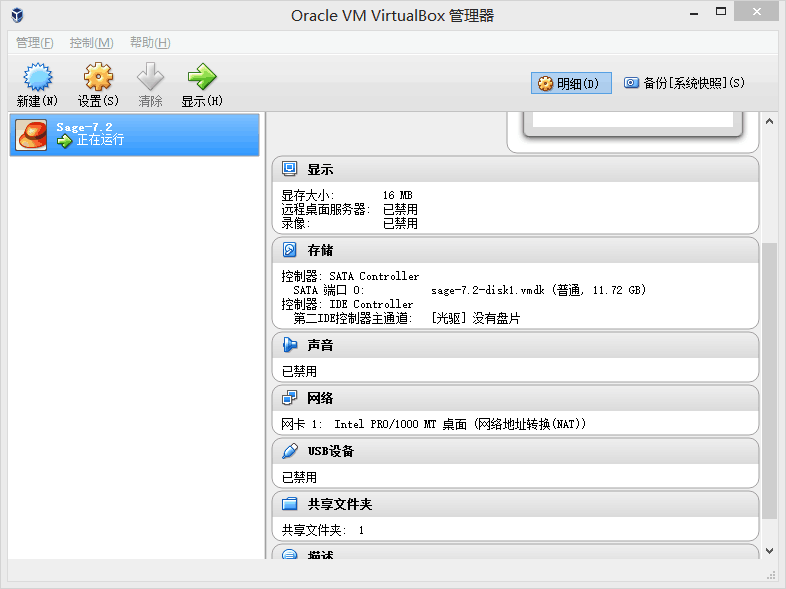 Oracle VM VirtualBox 管理器
管理(F) 控制(M) 帮助(H)
新建(N) 设置(S) 清除 显示(H) 明细(D) 备份[系统快照](S)
Sage-7.2
正在运行
显示
显存大小: 16 MB
远程桌面服务器: 已禁用
录像: 已禁用
存储
控制器: SATA Controller
SATA 端口 0: sage-7.2-disk1.vmdk (普通, 11.72 GB)
控制器: IDE Controller
第二IDE控制器主通道: [光驱] 没有盘片
声音
已禁用
网络
网卡 1: Intel PRO/1000 MT 桌面 (网络地址转换(NAT))
USB设备
已禁用
共享文件夹
共享文件夹: 1
描述